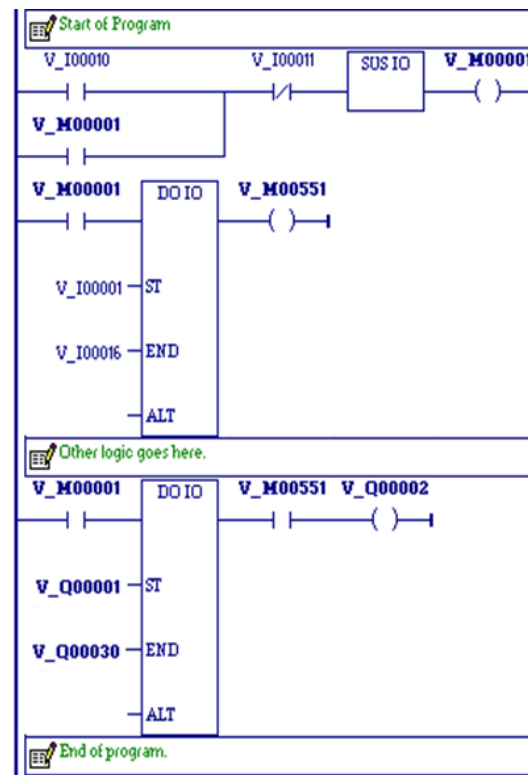 Start of Program
V_I00010 V_I00011 SUS IO V_M00001
V_M00001
V_M00001 DO IO V_M00551
V_I00001 ST
V_I00016 END
ALT
Other logic goes here.
V_M00001 DO IO V_M00551 V_Q00002
V_Q00001 ST
V_Q00030 END
ALT
End of program.